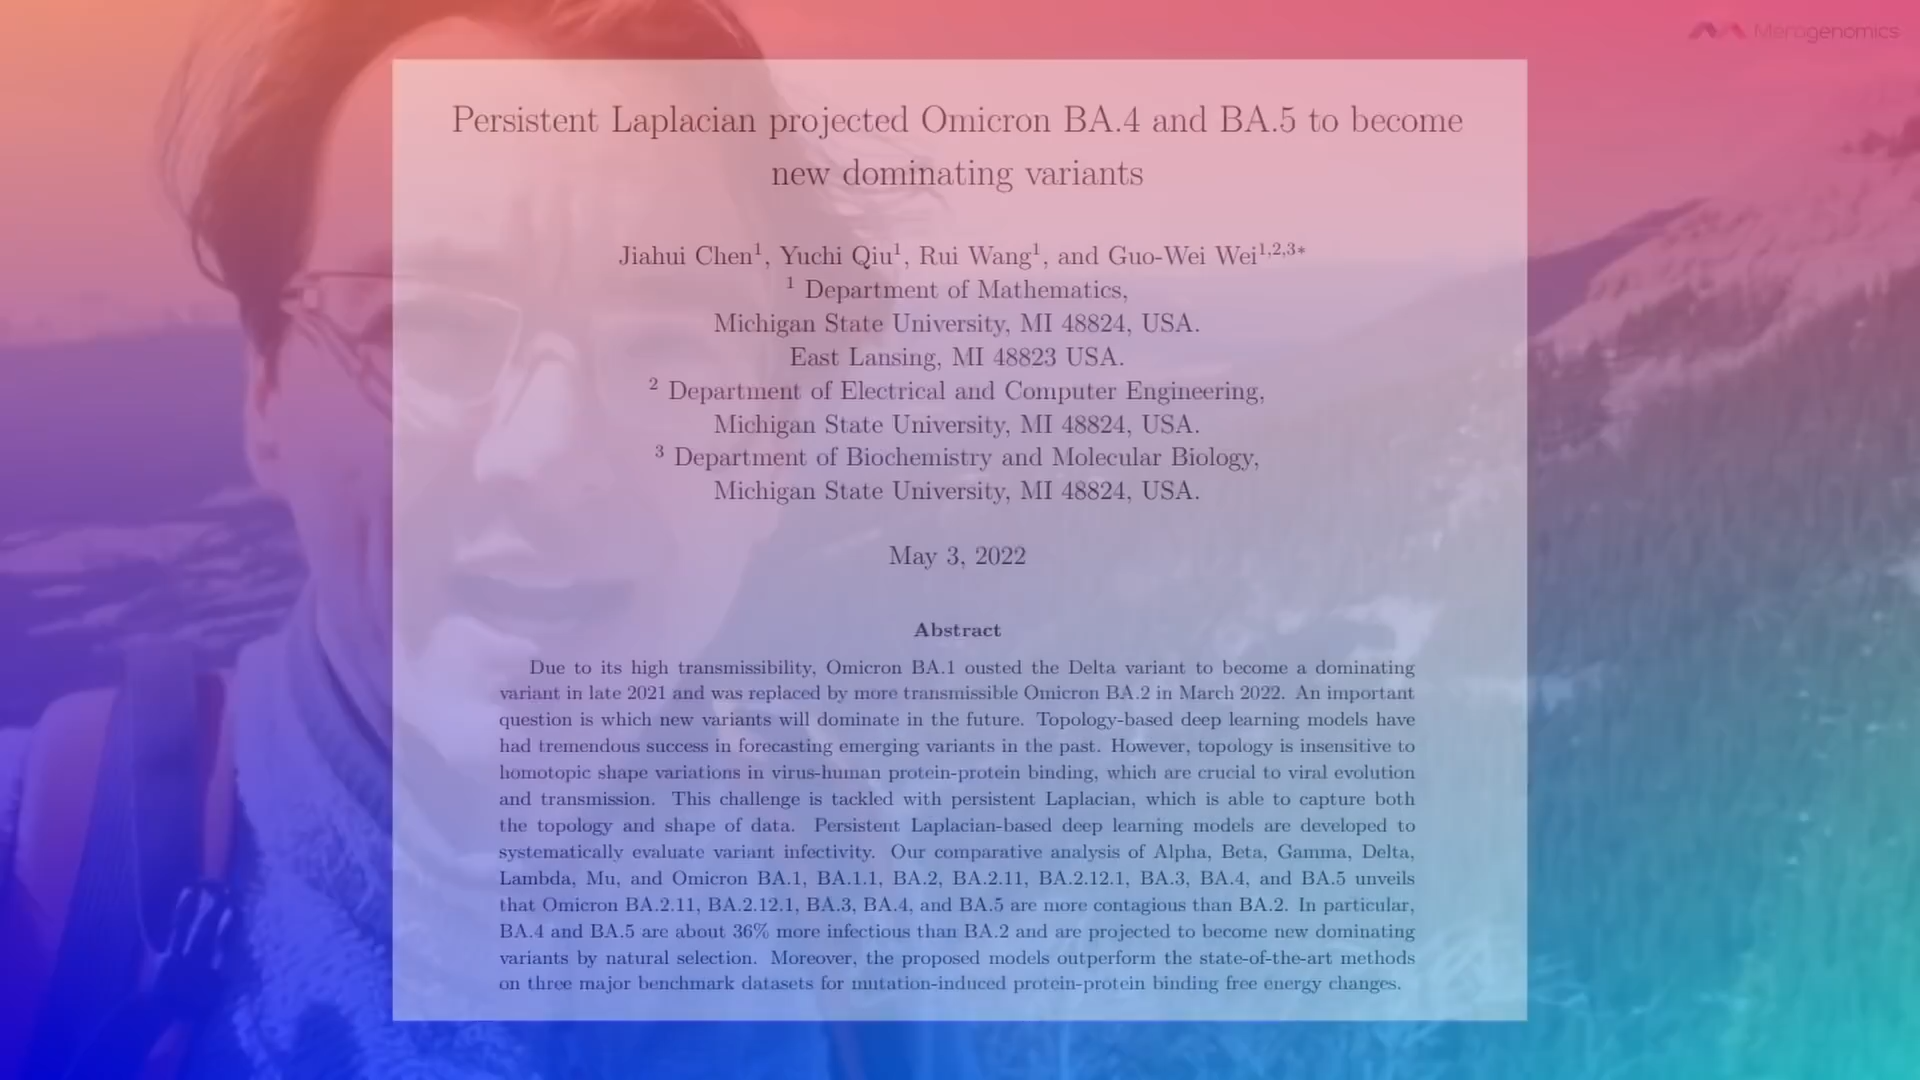 Merogenomics
Persistent Laplacian projected Omicron BA.4 and BA.5 to become
new dominating variants
Jiahui Chen¹, Yuchi Qiu¹, Rui Wang¹, and Guo-Wei Wei¹,²,³*
¹ Department of Mathematics,
Michigan State University, MI 48824, USA.
East Lansing, MI 48823 USA.
² Department of Electrical and Computer Engineering,
Michigan State University, MI 48824, USA.
³ Department of Biochemistry and Molecular Biology,
Michigan State University, MI 48824, USA.
May 3, 2022
Abstract
Due to its high transmissibility, Omicron BA.1 ousted the Delta variant to become a dominating
variant in late 2021 and was replaced by more transmissible Omicron BA.2 in March 2022. An important
question is which new variants will dominate in the future. Topology-based deep learning models have
had tremendous success in forecasting emerging variants in the past. However, topology is insensitive to
homotopic shape variations in virus-human protein-protein binding, which are crucial to viral evolution
and transmission. This challenge is tackled with persistent Laplacian, which is able to capture both
the topology and shape of data. Persistent Laplacian-based deep learning models are developed to
systematically evaluate variant infectivity. Our comparative analysis of Alpha, Beta, Gamma, Delta,
Lambda, Mu, and Omicron BA.1, BA.1.1, BA.2, BA.2.11, BA.2.12.1, BA.3, BA.4, and BA.5 unveils
that Omicron BA.2.11, BA.2.12.1, BA.3, BA.4, and BA.5 are more contagious than BA.2. In particular,
BA.4 and BA.5 are about 36% more infectious than BA.2 and are projected to become new dominating
variants by natural selection. Moreover, the proposed models outperform the state-of-the-art methods
on three major benchmark datasets for mutation-induced protein-protein binding free energy changes.